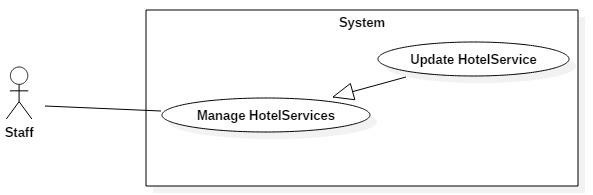 System
Update HotelService
Manage HotelServices
Staff